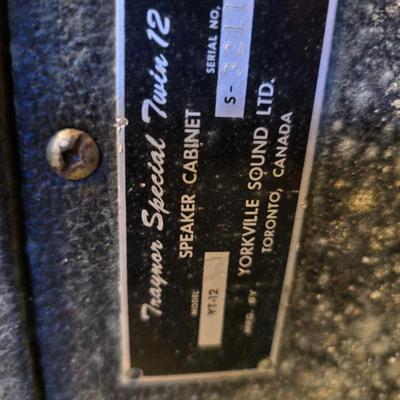 Traynor Special Twin 12
SPEAKER CABINET
SERIAL NO.
S-
MODEL YT-12
MFG. BY YORKVILLE SOUND LTD.
TORONTO, CANADA